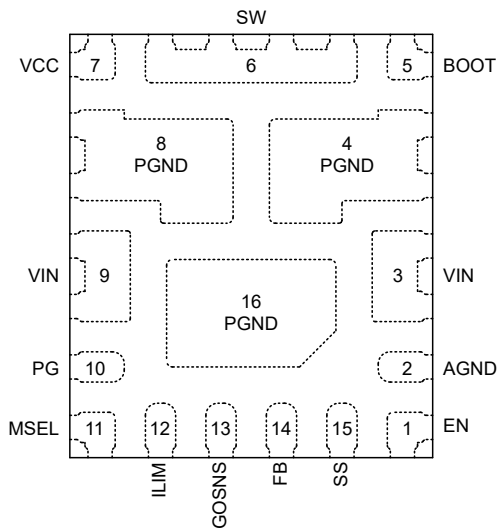 SW
VCC 7 6 5 BOOT
8
PGND
4
PGND
VIN 9 3 VIN
16
PGND
PG 10 2 AGND
MSEL 11 12 13 14 15 1 EN
ILIM
GOSNS
FB
SS